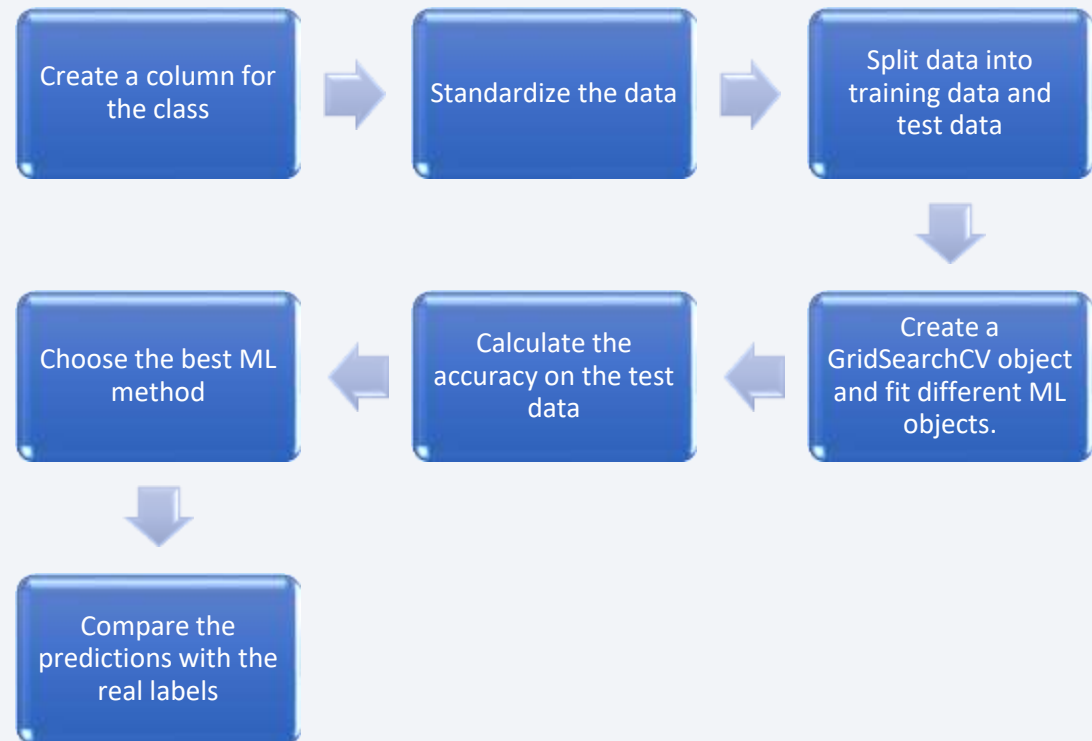 Create a column for
the class
Standardize the data
Split data into
training data and
test data
Create a
GridSearchCV object
and fit different ML
objects.
Calculate the
accuracy on the test
data
Choose the best ML
method
Compare the
predictions with the
real labels